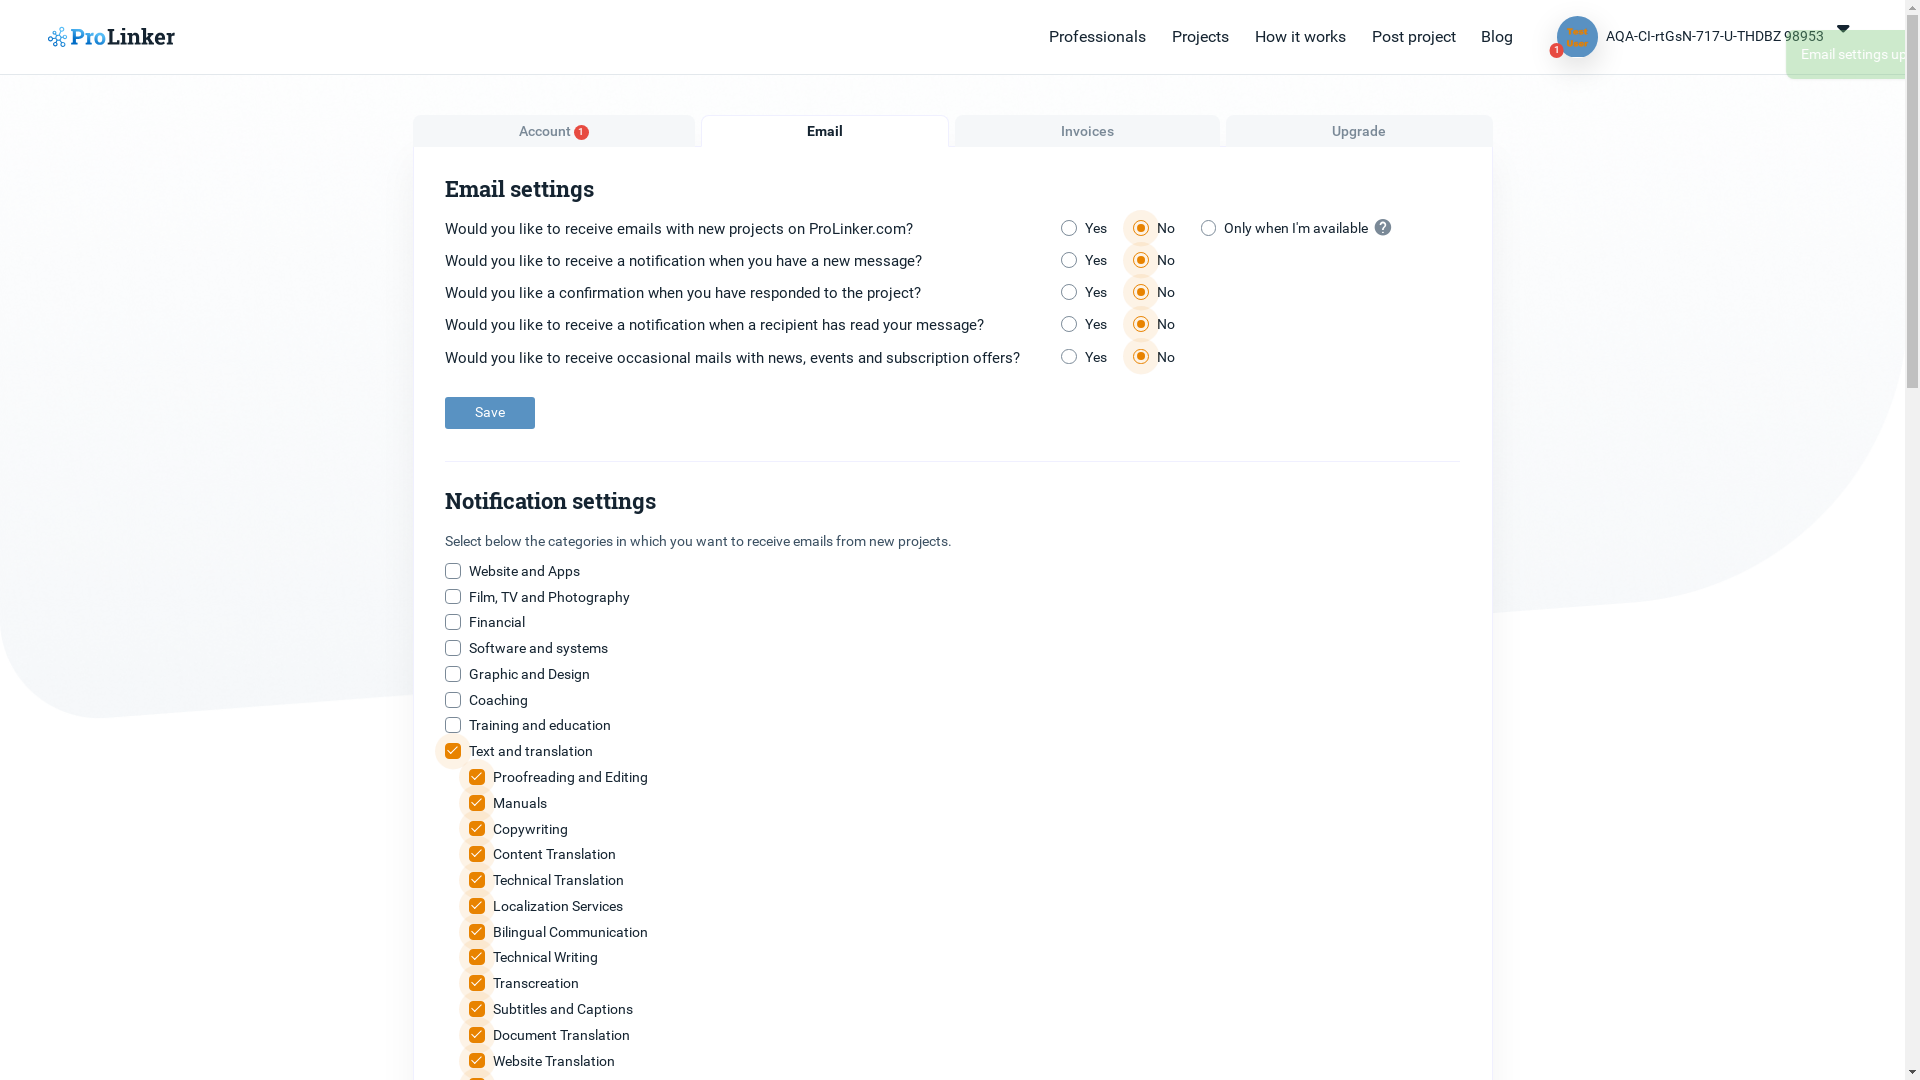 ProLinker
Professionals Projects How it works Post project Blog
1 AQA-CI-rtGsN-717-U-THDBZ 98953
Email settings up
Account 1 Email Invoices Upgrade
Email settings
Would you like to receive emails with new projects on ProLinker.com? Yes No Only when I'm available ?
Would you like to receive a notification when you have a new message? Yes No
Would you like a confirmation when you have responded to the project? Yes No
Would you like to receive a notification when a recipient has read your message? Yes No
Would you like to receive occasional mails with news, events and subscription offers? Yes No
Save
Notification settings
Select below the categories in which you want to receive emails from new projects.
Website and Apps
Film, TV and Photography
Financial
Software and systems
Graphic and Design
Coaching
Training and education
Text and translation
Proofreading and Editing
Manuals
Copywriting
Content Translation
Technical Translation
Localization Services
Bilingual Communication
Technical Writing
Transcreation
Subtitles and Captions
Document Translation
Website Translation